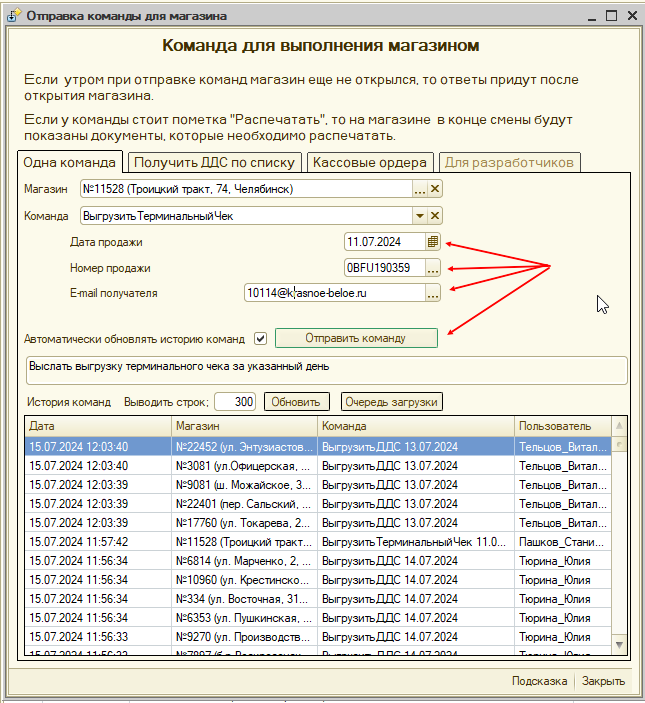 Отправка команды для магазина
Команда для выполнения магазином
Если утром при отправке команд магазин еще не открылся, то ответы придут после
открытия магазина.
Если у команды стоит пометка "Распечатать", то на магазине в конце смены будут
показаны документы, которые необходимо распечатать.
Одна команда Получить ДДС по списку Кассовые ордера Для разработчиков
Магазин №11528 (Троицкий тракт, 74, Челябинск)
Команда ВыгрузитьТерминальныйЧек
Дата продажи 11.07.2024
Номер продажи 0BFU190359
E-mail получателя 10114@krasnoe-beloe.ru
Автоматически обновлять историю команд Отправить команду
Выслать выгрузку терминального чека за указанный день
История команд Выводить строк: 300 Обновить Очередь загрузки
Дата Магазин Команда Пользователь
15.07.2024 12:03:40 №22452 (ул. Энтузиастов... ВыгрузитьДДС 13.07.2024 Тельцов_Витал...
15.07.2024 12:03:40 №3081 (ул.Офицерская, ... ВыгрузитьДДС 13.07.2024 Тельцов_Витал...
15.07.2024 12:03:39 №9081 (ш. Можайское, 3... ВыгрузитьДДС 13.07.2024 Тельцов_Витал...
15.07.2024 12:03:39 №22401 (пер. Сальский, ... ВыгрузитьДДС 13.07.2024 Тельцов_Витал...
15.07.2024 12:03:39 №17760 (ул. Токарева, 2... ВыгрузитьДДС 13.07.2024 Тельцов_Витал...
15.07.2024 11:57:42 №11528 (Троицкий тракт... ВыгрузитьТерминальныйЧек 11.0... Пашков_Стани...
15.07.2024 11:56:34 №6814 (ул. Марченко, 2, ... ВыгрузитьДДС 14.07.2024 Тюрина_Юлия
15.07.2024 11:56:34 №10960 (ул. Крестинско... ВыгрузитьДДС 14.07.2024 Тюрина_Юлия
15.07.2024 11:56:34 №334 (ул. Восточная, 31... ВыгрузитьДДС 14.07.2024 Тюрина_Юлия
15.07.2024 11:56:34 №6353 (ул. Пушкинская, ... ВыгрузитьДДС 14.07.2024 Тюрина_Юлия
15.07.2024 11:56:33 №9270 (ул. Производств... ВыгрузитьДДС 14.07.2024 Тюрина_Юлия
15.07.2024 11:56:33 ВыгрузитьДДС 14.07.2024 Тюрина_Юлия
Подсказка Закрыть